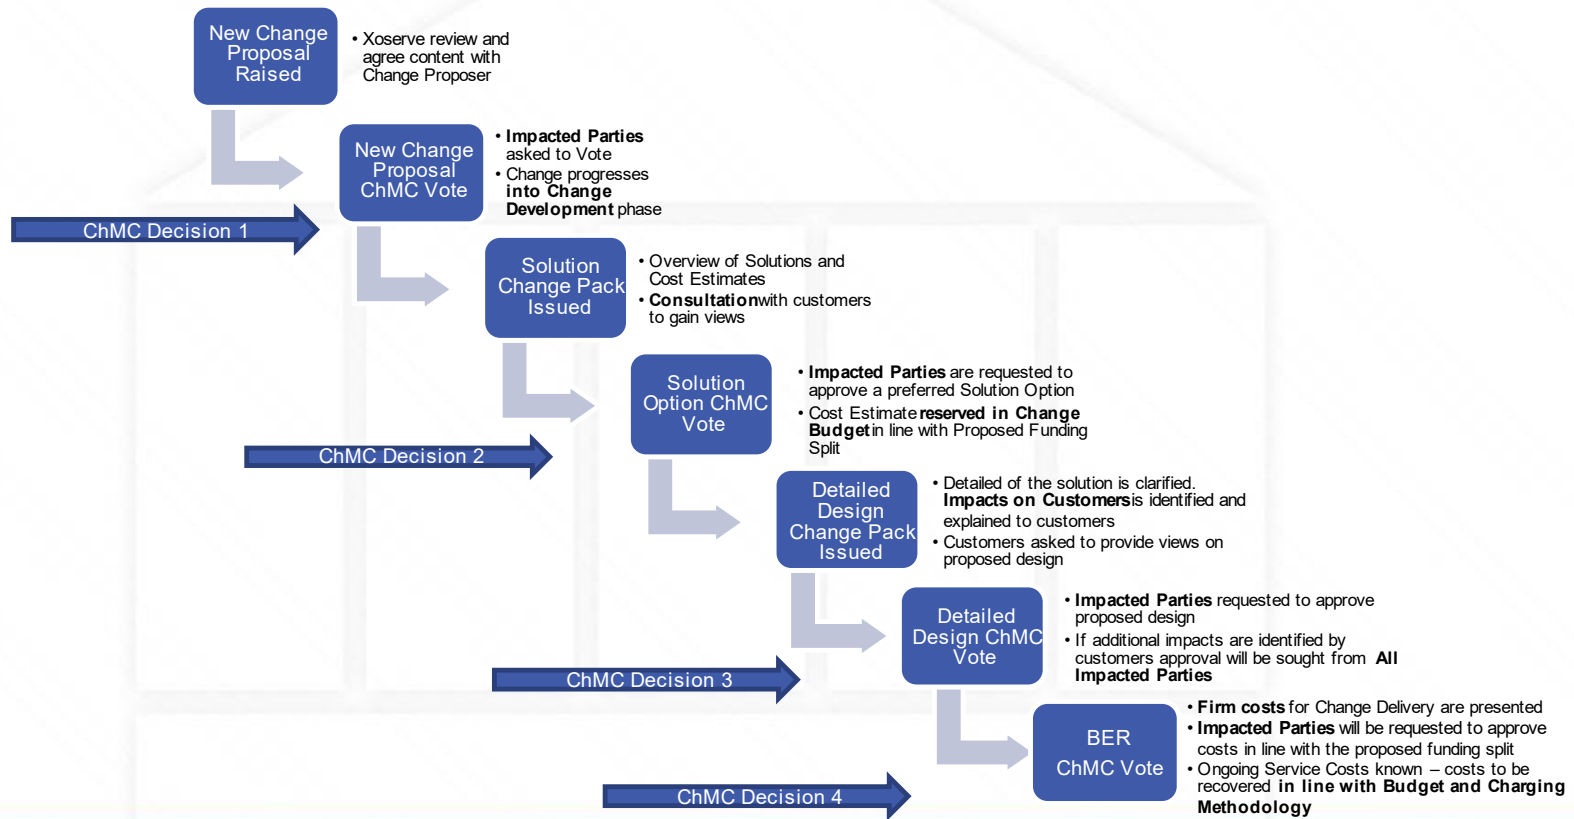 New Change
Proposal
Raised
• Xoserve review and
agree content with
Change Proposer
New Change
Proposal
ChMC Vote
• Impacted Parties
asked to Vote
• Change progresses
into Change
Development phase
ChMC Decision 1
Solution
Change Pack
Issued
• Overview of Solutions and
Cost Estimates
• Consultation with customers
to gain views
Solution
Option ChMC
Vote
• Impacted Parties are requested to
approve a preferred Solution Option
• Cost Estimate reserved in Change
Budget in line with Proposed Funding
Split
ChMC Decision 2
Detailed
Design
Change Pack
Issued
• Detailed of the solution is clarified.
Impacts on Customers is identified and
explained to customers
• Customers asked to provide views on
proposed design
Detailed
Design ChMC
Vote
• Impacted Parties requested to approve
proposed design
• If additional impacts are identified by
customers approval will be sought from All
Impacted Parties
ChMC Decision 3
BER
ChMC Vote
• Firm costs for Change Delivery are presented
• Impacted Parties will be requested to approve
costs in line with the proposed funding split
• Ongoing Service Costs known – costs to be
recovered in line with Budget and Charging
Methodology
ChMC Decision 4